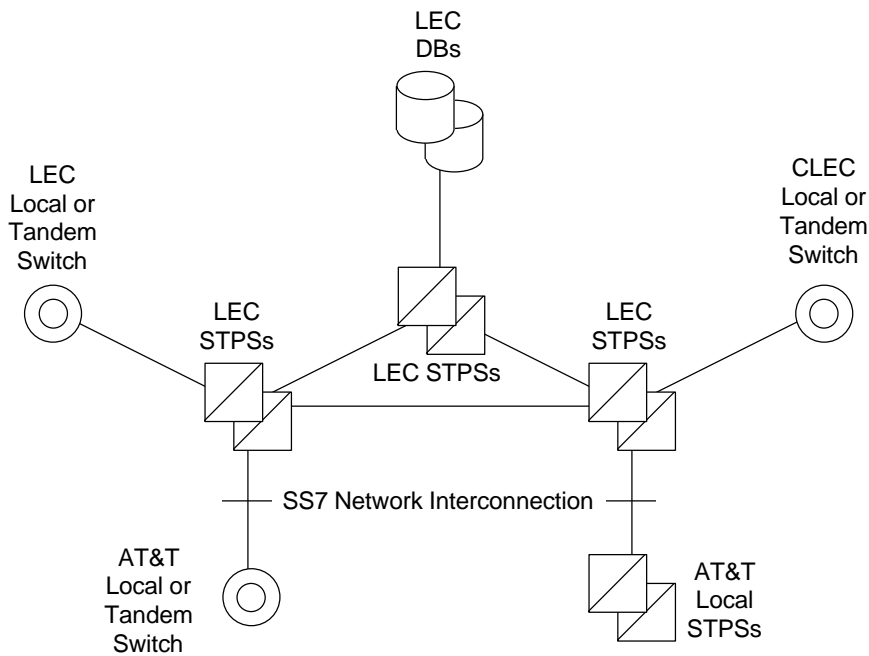 LEC
DBs
LEC
Local or
Tandem
Switch
CLEC
Local or
Tandem
Switch
LEC
STPSs
LEC STPSs
LEC
STPSs
SS7 Network Interconnection
AT&T
Local or
Tandem
Switch
AT&T
Local
STPSs